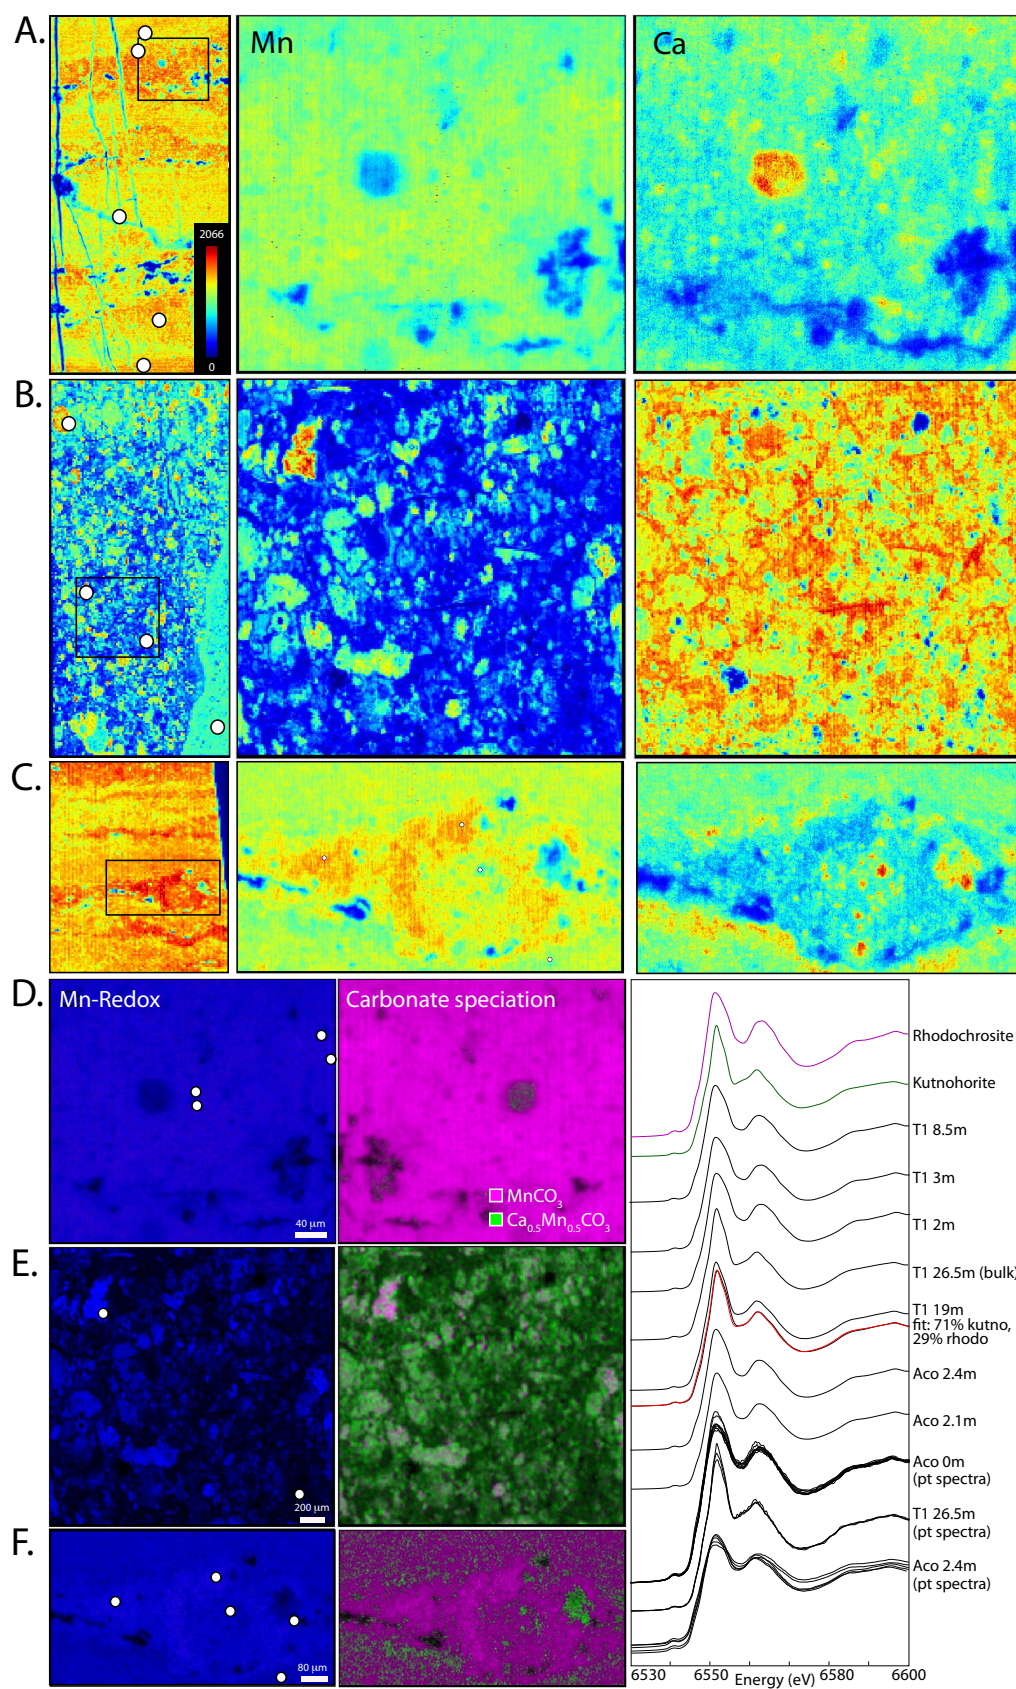 A.
Mn
Ca
2066
0
B.
C.
D.
Mn-Redox
Carbonate speciation
MnCO3
Ca0.5Mn0.5CO3
40 µm
E.
200 µm
F.
80 µm
Rhodochrosite
Kutnohorite
T1 8.5m
T1 3m
T1 2m
T1 26.5m (bulk)
T1 19m
fit: 71% kutno,
29% rhodo
Aco 2.4m
Aco 2.1m
Aco 0m
(pt spectra)
T1 26.5m
(pt spectra)
Aco 2.4m
(pt spectra)
6530 6550 6580 6600
Energy (eV)